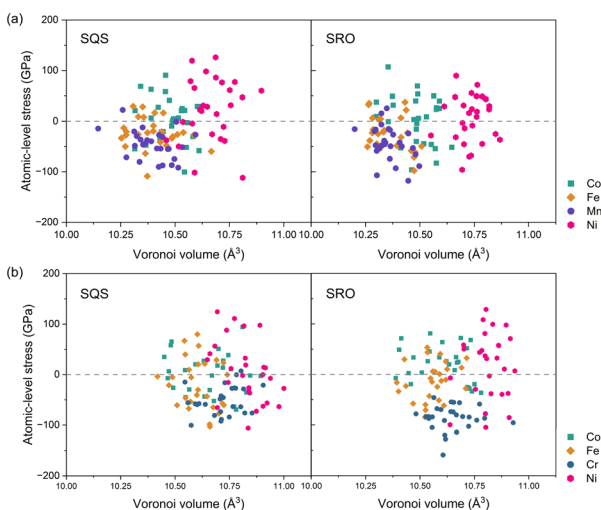 (a)
SQS
SRO
Atomic-level stress (GPa)
200
100
0
−100
−200
10.00
10.25
10.50
10.75
11.00
10.00
10.25
10.50
10.75
11.00
Voronoi volume (Å³)
Voronoi volume (Å³)
Co
Fe
Mn
Ni
(b)
SQS
SRO
Atomic-level stress (GPa)
200
100
0
−100
−200
10.00
10.25
10.50
10.75
11.00
10.00
10.25
10.50
10.75
11.00
Voronoi volume (Å³)
Voronoi volume (Å³)
Co
Fe
Cr
Ni